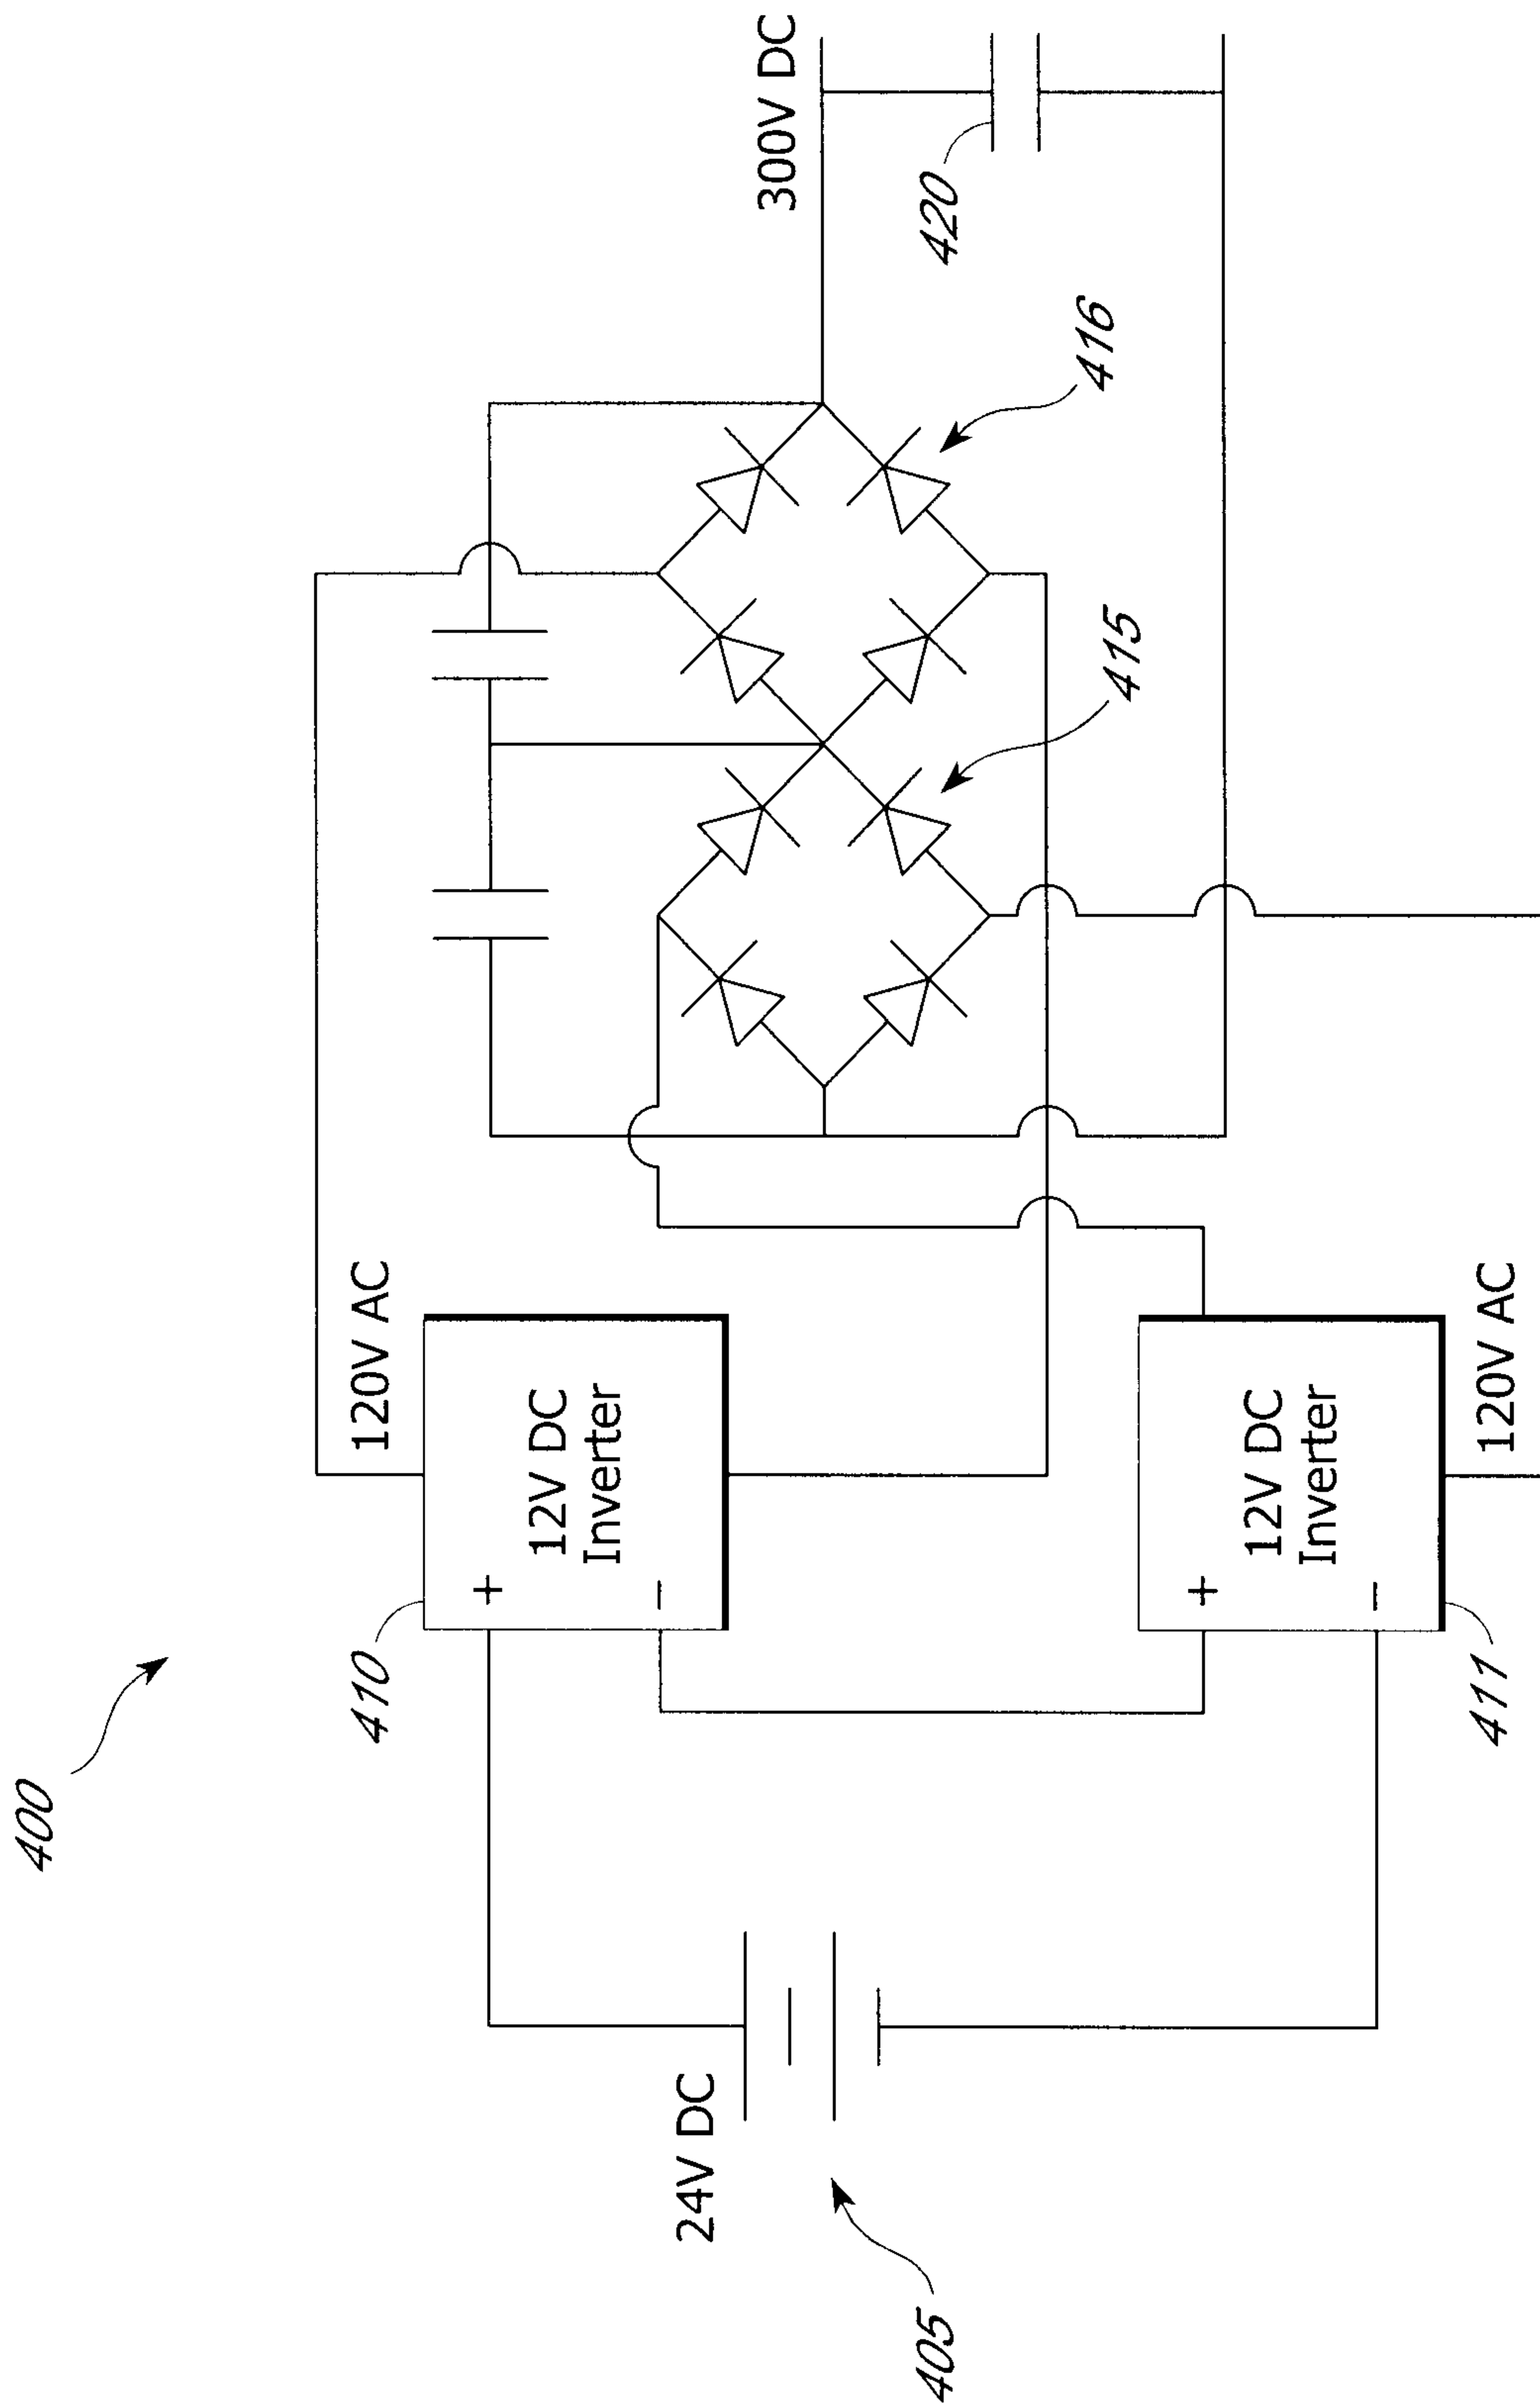 400
24V DC
405
410
+
−
12V DC
Inverter
120V AC
411
+
−
12V DC
Inverter
120V AC
415
416
300V DC
420